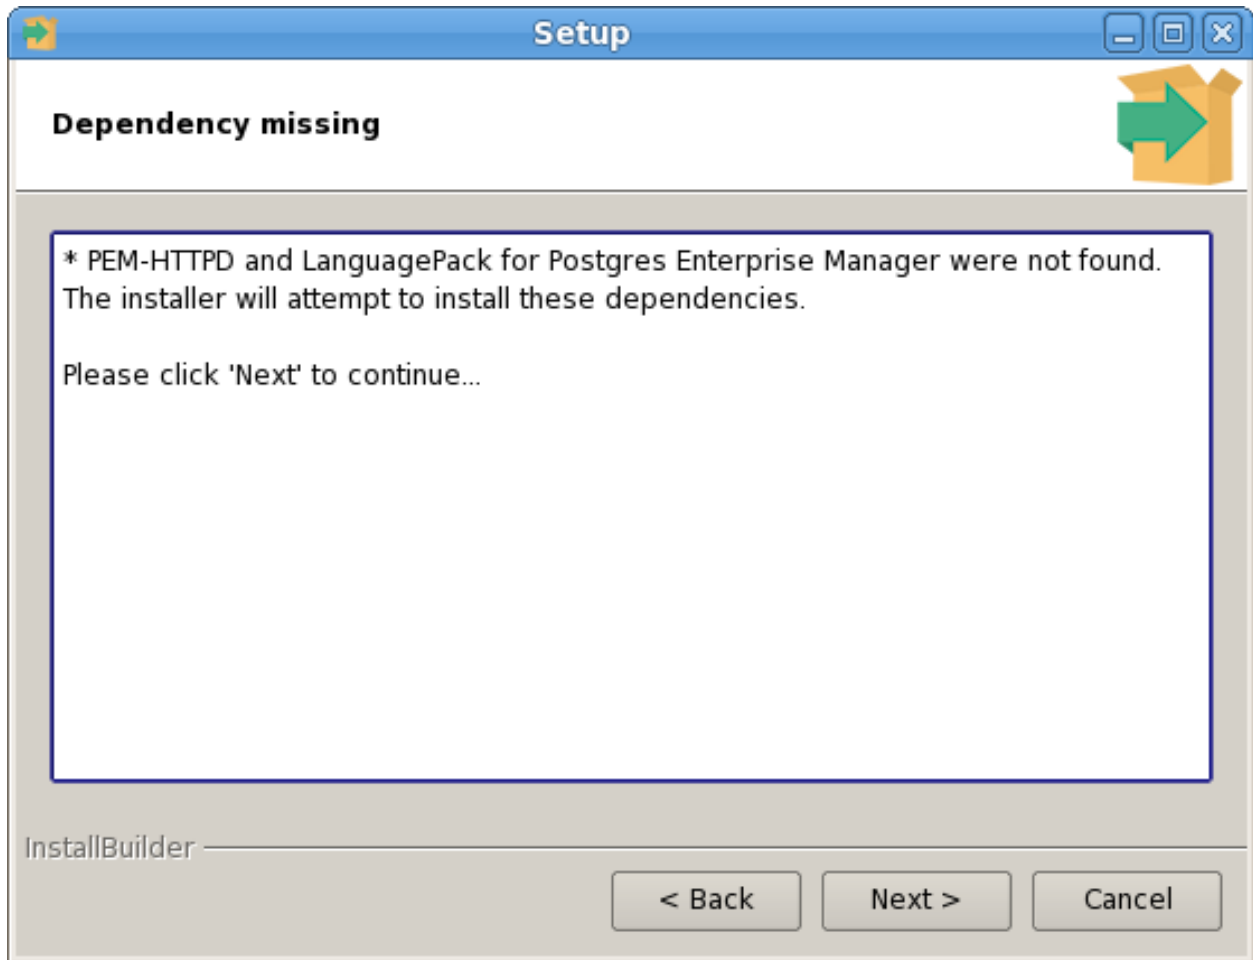 Setup
Dependency missing
* PEM-HTTPD and LanguagePack for Postgres Enterprise Manager were not found.
The installer will attempt to install these dependencies.
Please click 'Next' to continue...
InstallBuilder
< Back
Next >
Cancel